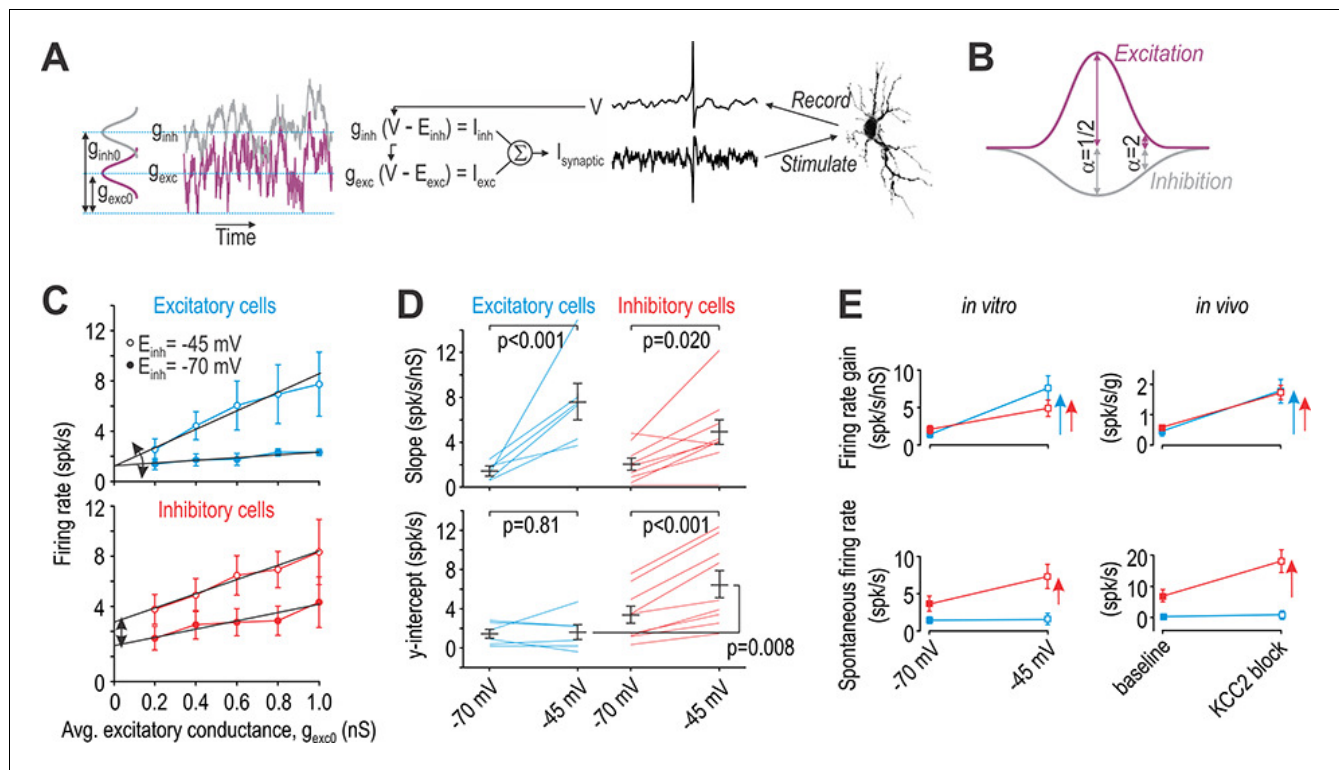 A
g_inh0
g_exc0
g_inh
g_exc
Time
g_inh (V - E_inh) = I_inh
g_exc (V - E_exc) = I_exc
Σ
I_synaptic
V
Record
Stimulate
B
Excitation
α=1/2
α=2
Inhibition
C
Excitatory cells
E_inh= -45 mV
E_inh= -70 mV
12
8
4
0
Inhibitory cells
12
8
4
0
Firing rate (spk/s)
0 0.2 0.4 0.6 0.8 1.0
Avg. excitatory conductance, g_exc0 (nS)
D
Excitatory cells Inhibitory cells
p<0.001 p=0.020
Slope (spk/s/nS)
12
8
4
0
p=0.81 p<0.001
y-intercept (spk/s)
12
8
4
0
p=0.008
-70 mV -45 mV -70 mV -45 mV
E
in vitro in vivo
Firing rate gain
(spk/s/nS)
10
5
0
(spk/s/g)
2
1
0
Spontaneous firing rate
(spk/s)
10
5
0
(spk/s)
20
10
0
-70 mV -45 mV baseline KCC2 block